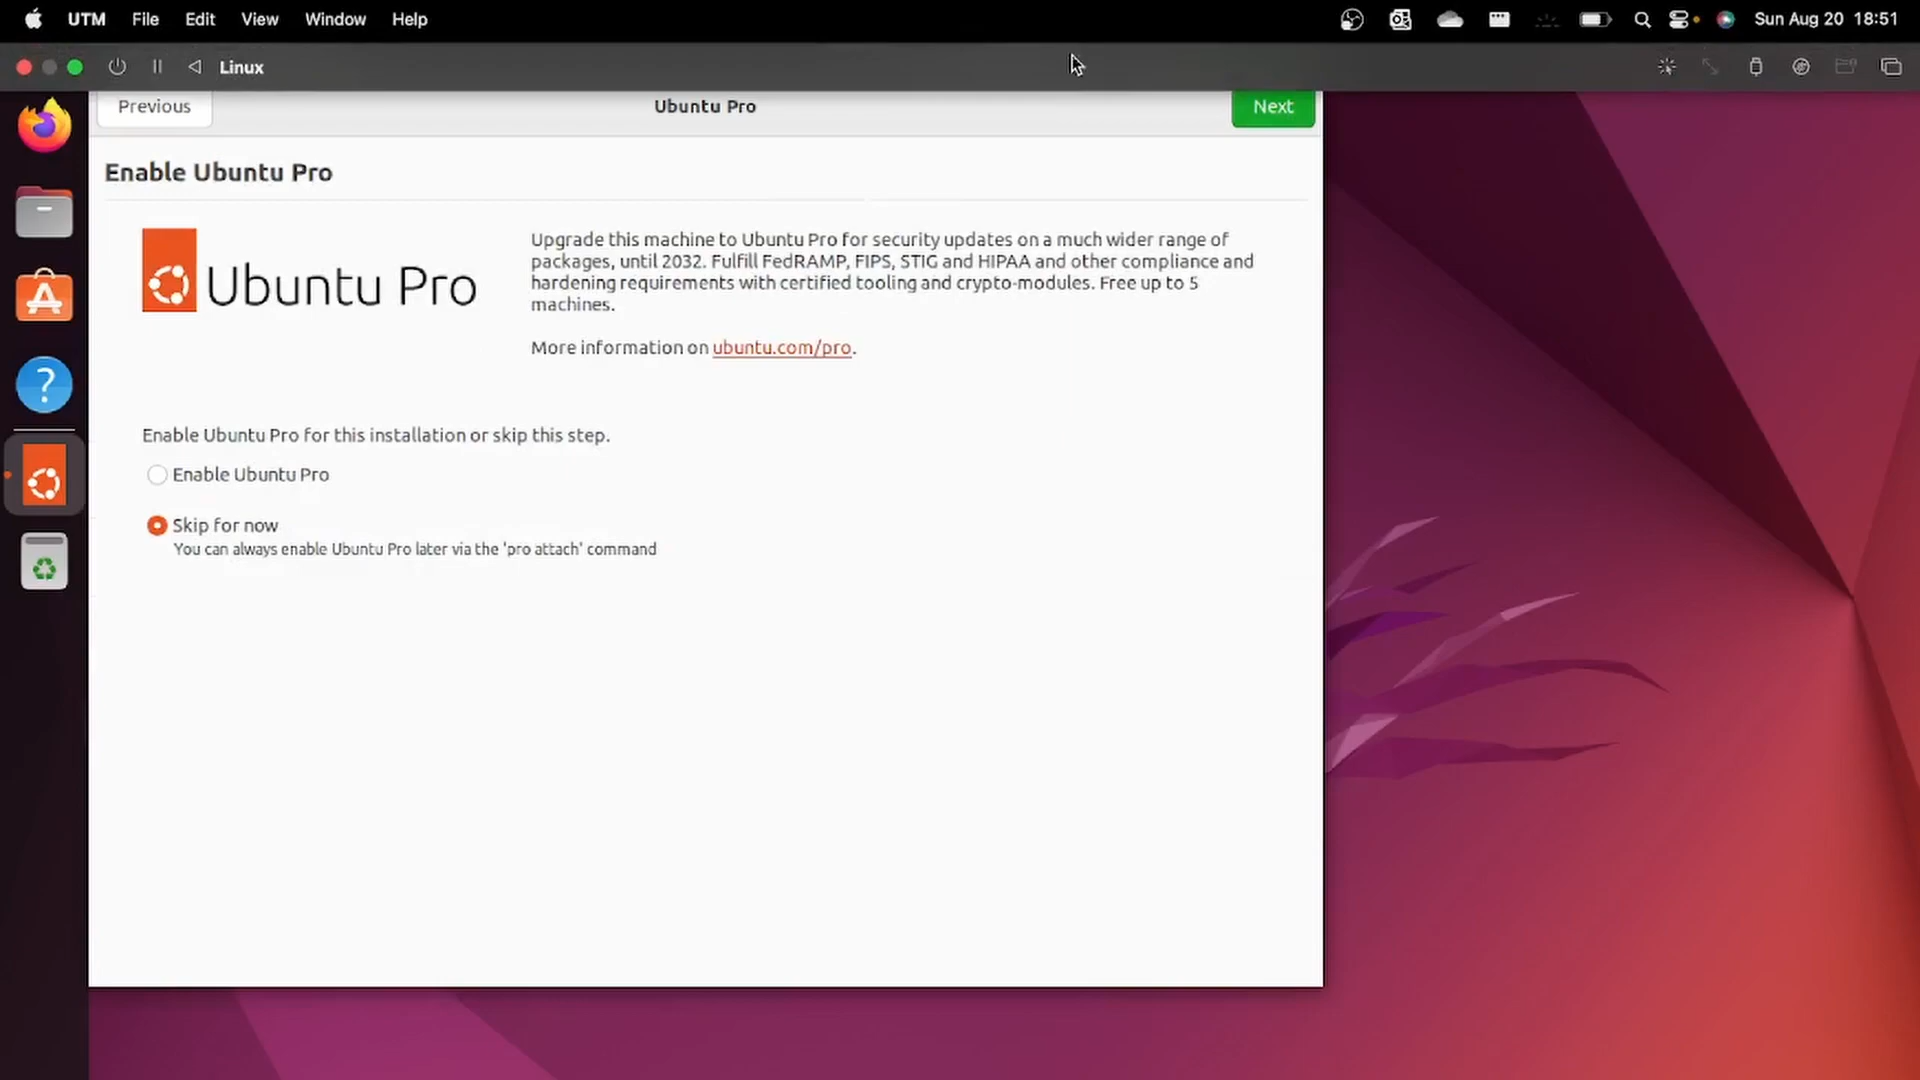 UTM File Edit View Window Help Sun Aug 20 18:51
Linux
Previous Ubuntu Pro Next
Enable Ubuntu Pro
Ubuntu Pro
Upgrade this machine to Ubuntu Pro for security updates on a much wider range of
packages, until 2032. Fulfill FedRAMP, FIPS, STIG and HIPAA and other compliance and
hardening requirements with certified tooling and crypto-modules. Free up to 5
machines.
More information on ubuntu.com/pro.
Enable Ubuntu Pro for this installation or skip this step.
Enable Ubuntu Pro
Skip for now
You can always enable Ubuntu Pro later via the 'pro attach' command